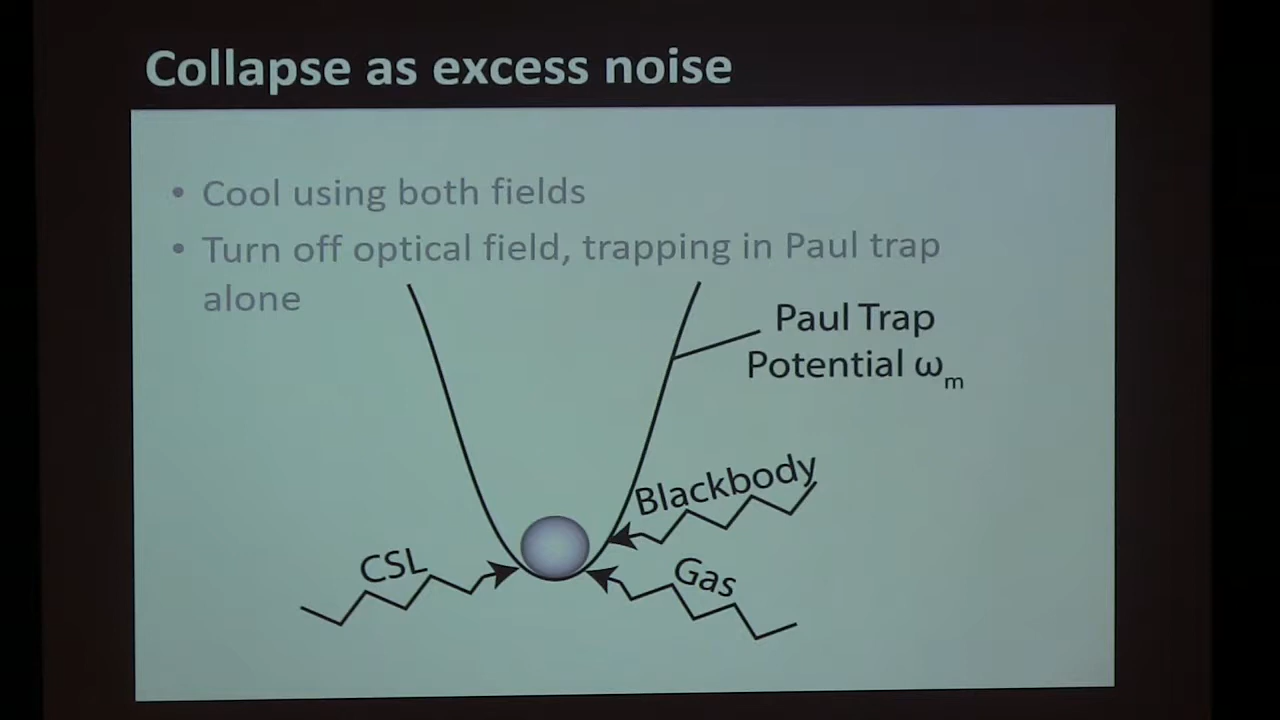 Collapse as excess noise
• Cool using both fields
• Turn off optical field, trapping in Paul trap
alone
Paul Trap
Potential ωm
Blackbody
CSL
Gas